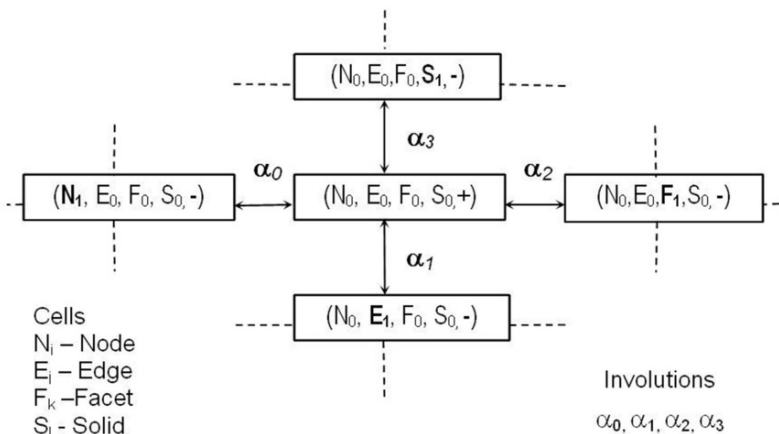 (N₀,E₀,F₀,S₁,-)
α₃
α₀
α₂
(N₁, E₀, F₀, S₀,-)
(N₀, E₀, F₀, S₀,+)
(N₀,E₀,F₁,S₀,-)
α₁
(N₀, E₁, F₀, S₀,-)
Cells
Nᵢ – Node
Eⱼ – Edge
Fₖ –Facet
Sₗ - Solid
Involutions
α₀, α₁, α₂, α₃